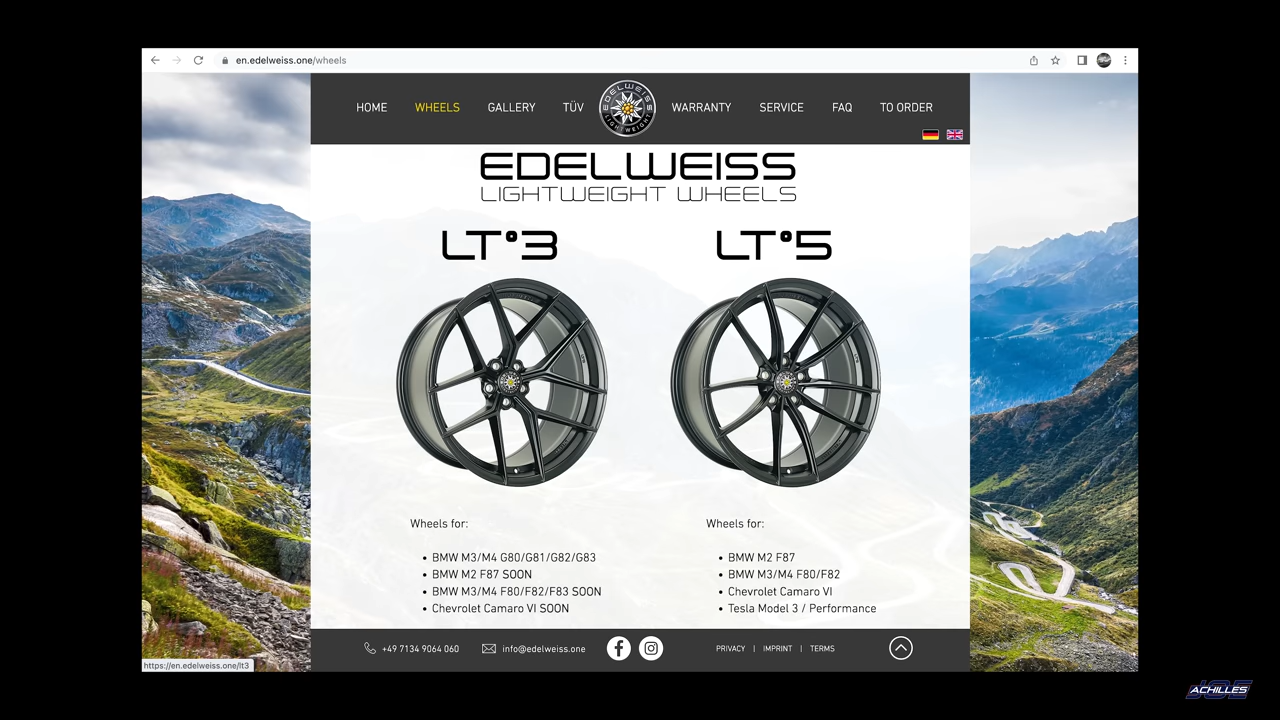 en.edelweiss.one/wheels
HOME WHEELS GALLERY TÜV WARRANTY SERVICE FAQ TO ORDER
EDELWEISS
LIGHTWEIGHT
EDELWEISS
LIGHTWEIGHT WHEELS
LT°3 LT°5
Wheels for:
• BMW M3/M4 G80/G81/G82/G83
• BMW M2 F87 SOON
• BMW M3/M4 F80/F82/F83 SOON
• Chevrolet Camaro VI SOON
Wheels for:
• BMW M2 F87
• BMW M3/M4 F80/F82
• Chevrolet Camaro VI
• Tesla Model 3 / Performance
+49 7134 9064 060 info@edelweiss.one PRIVACY | IMPRINT | TERMS
https://en.edelweiss.one/lt3
JOE
ACHILLES